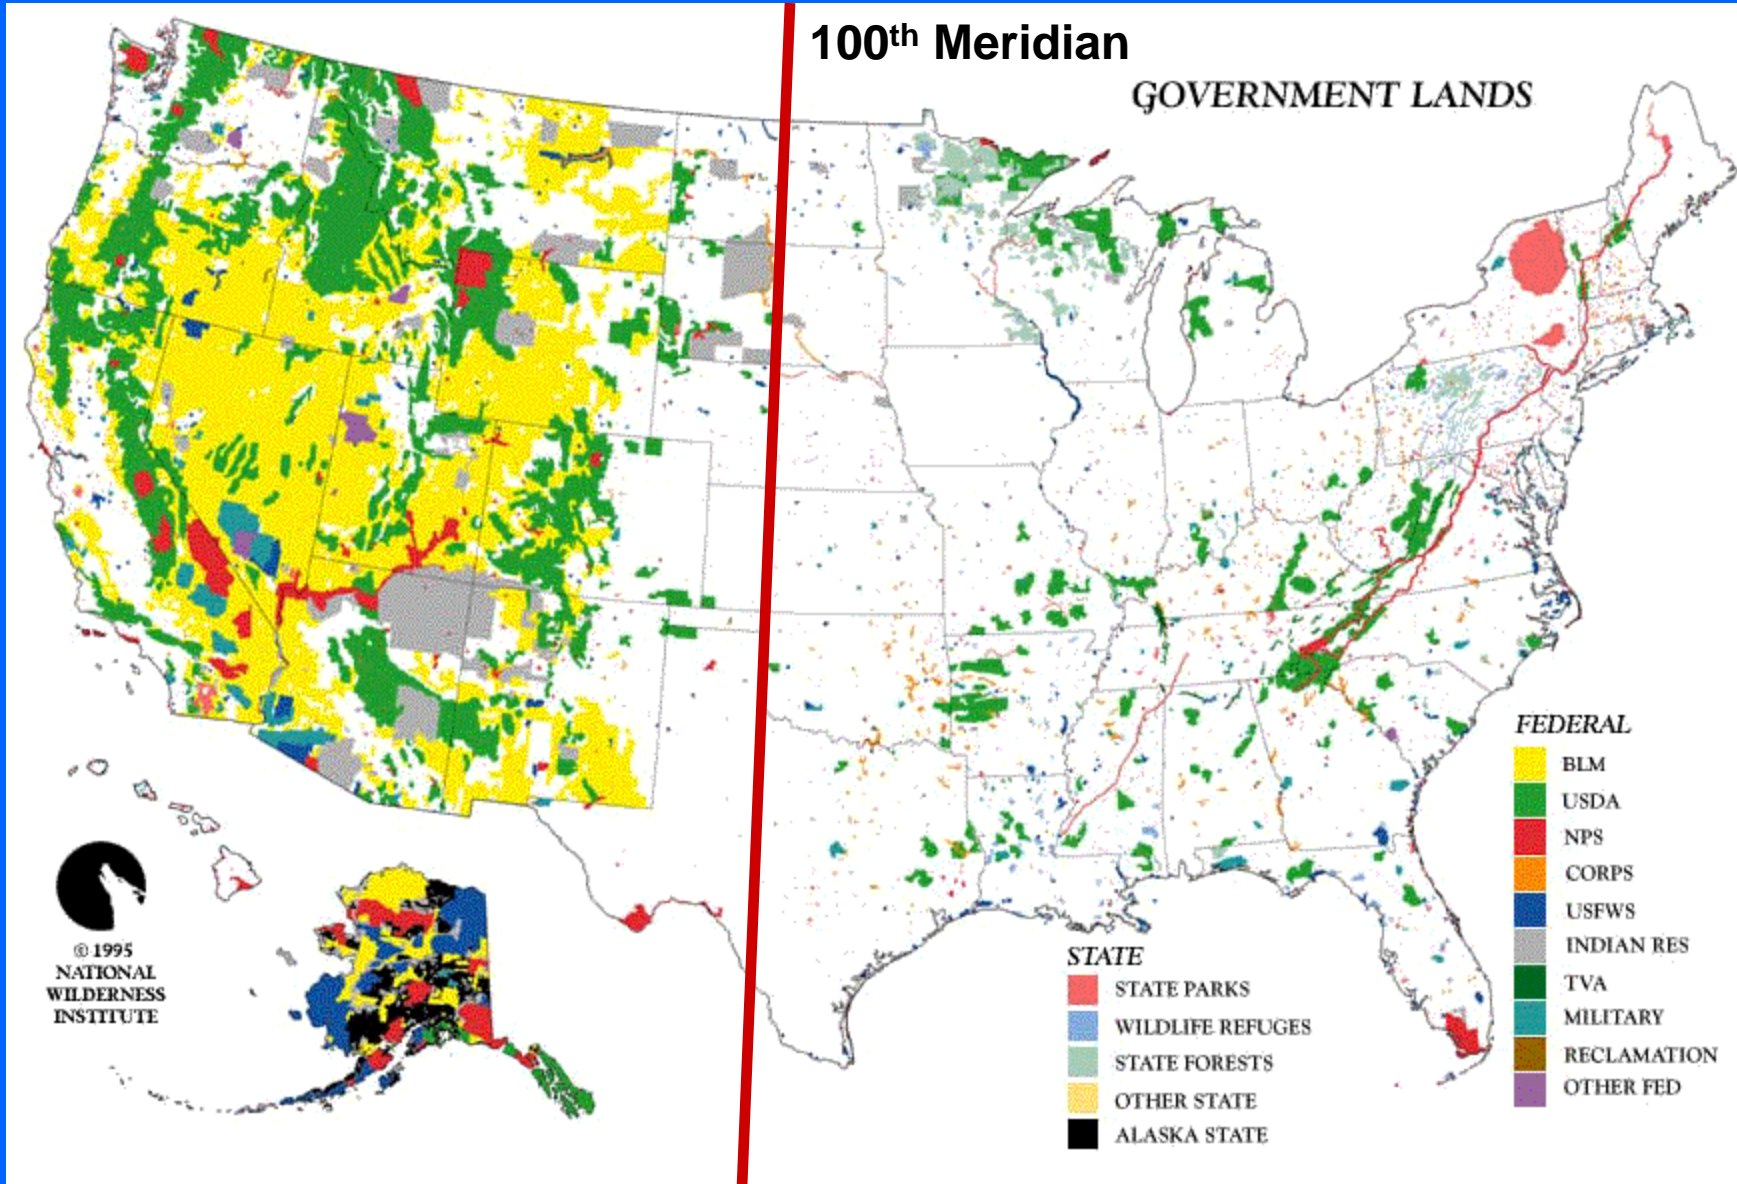 100th Meridian
GOVERNMENT LANDS
FEDERAL
BLM
USDA
NPS
CORPS
USFWS
INDIAN RES
TVA
MILITARY
RECLAMATION
OTHER FED
STATE
STATE PARKS
WILDLIFE REFUGES
STATE FORESTS
OTHER STATE
ALASKA STATE
© 1995
NATIONAL
WILDERNESS
INSTITUTE